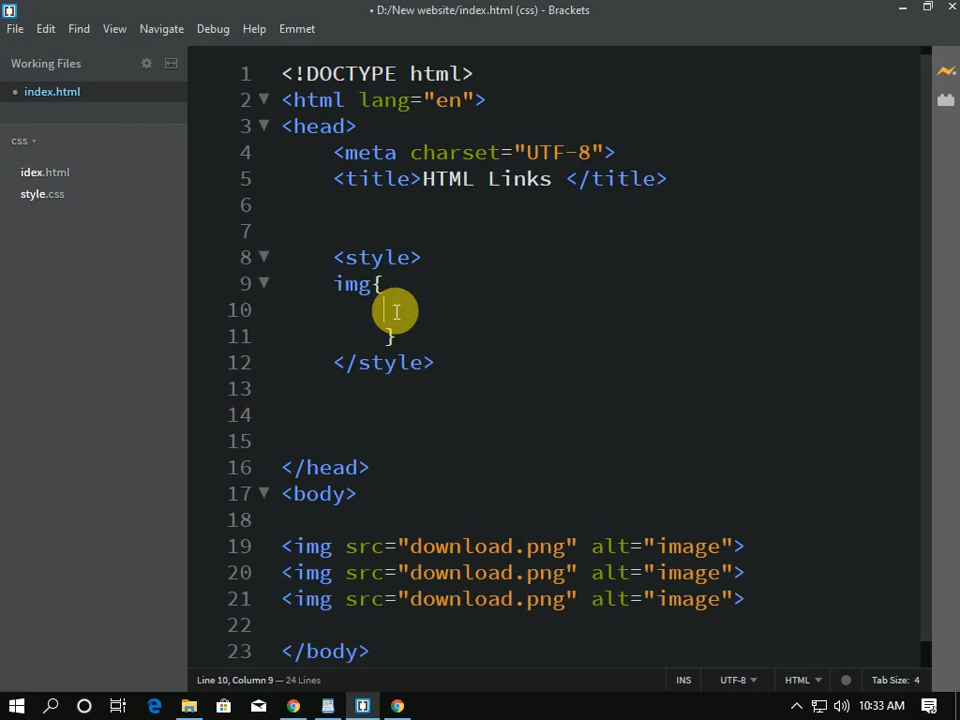 • D:/New website/index.html (css) - Brackets
File Edit Find View Navigate Debug Help Emmet
Working Files
• index.html
css
idex.html
style.css
1 <!DOCTYPE html>
2 <html lang="en">
3 <head>
4 <meta charset="UTF-8">
5 <title>HTML Links </title>
6
7
8 <style>
9 img{
10
11 }
12 </style>
13
14
15
16 </head>
17 <body>
18
19 <img src="download.png" alt="image">
20 <img src="download.png" alt="image">
21 <img src="download.png" alt="image">
22
23 </body>
Line 10, Column 9 — 24 Lines INS UTF-8 HTML Tab Size: 4
10:33 AM